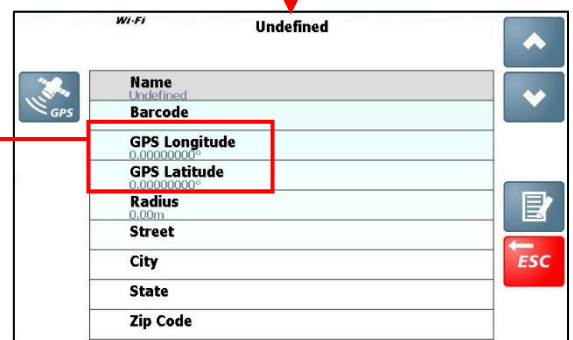 Wi-Fi
Undefined
Name
Undefined
GPS
Barcode
GPS Longitude
0.00000000°
GPS Latitude
0.00000000°
Radius
0.00m
Street
City
ESC
State
Zip Code